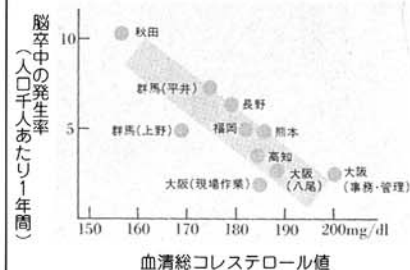 脳卒中の発生率
(人口千人あたり1年間)
10
5
秋田
群馬(平井)
長野
群馬(上野)
福岡
熊本
高知
大阪(現場作業)
大阪
(八尾)
大阪
(事務・管理)
150
160
170
180
190
200mg/dl
血清総コレステロール値